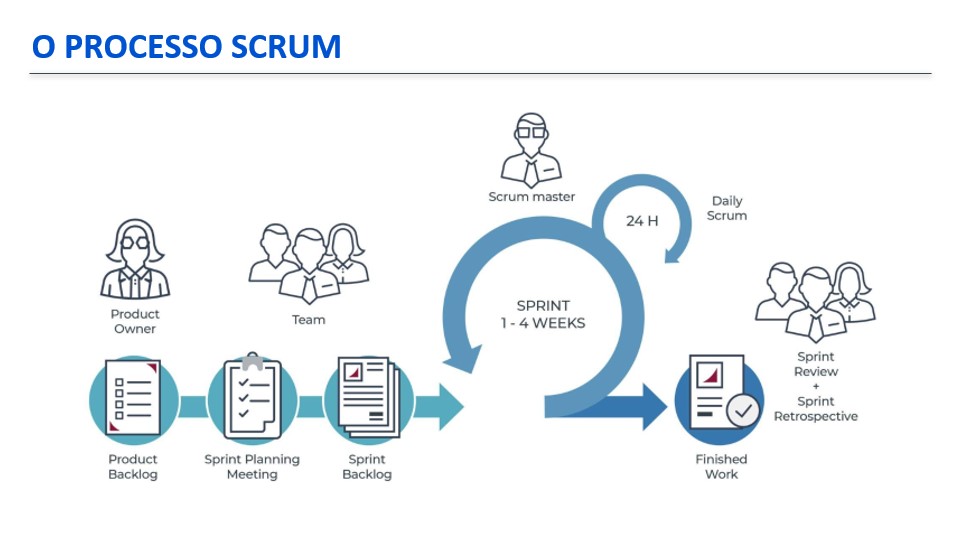 O PROCESSO SCRUM
Scrum master
24 H
Daily
Scrum
Product
Owner
Team
SPRINT
1 - 4 WEEKS
Sprint
Review
+
Sprint
Retrospective
Product
Backlog
Sprint Planning
Meeting
Sprint
Backlog
Finished
Work